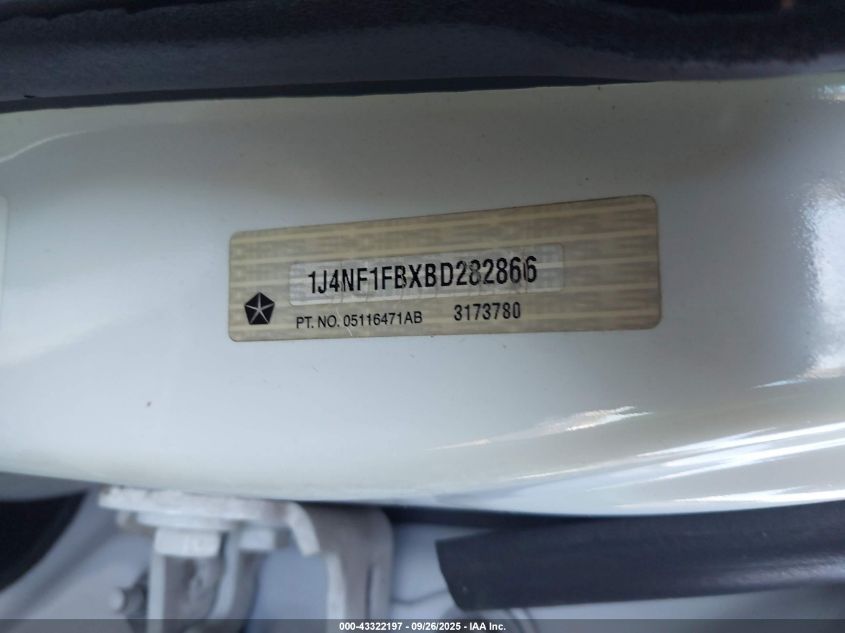 1J4NF1FBXBD282866
PT. NO. 05116471AB 3173780
000-43322197 - 09/26/2025 - IAA Inc.